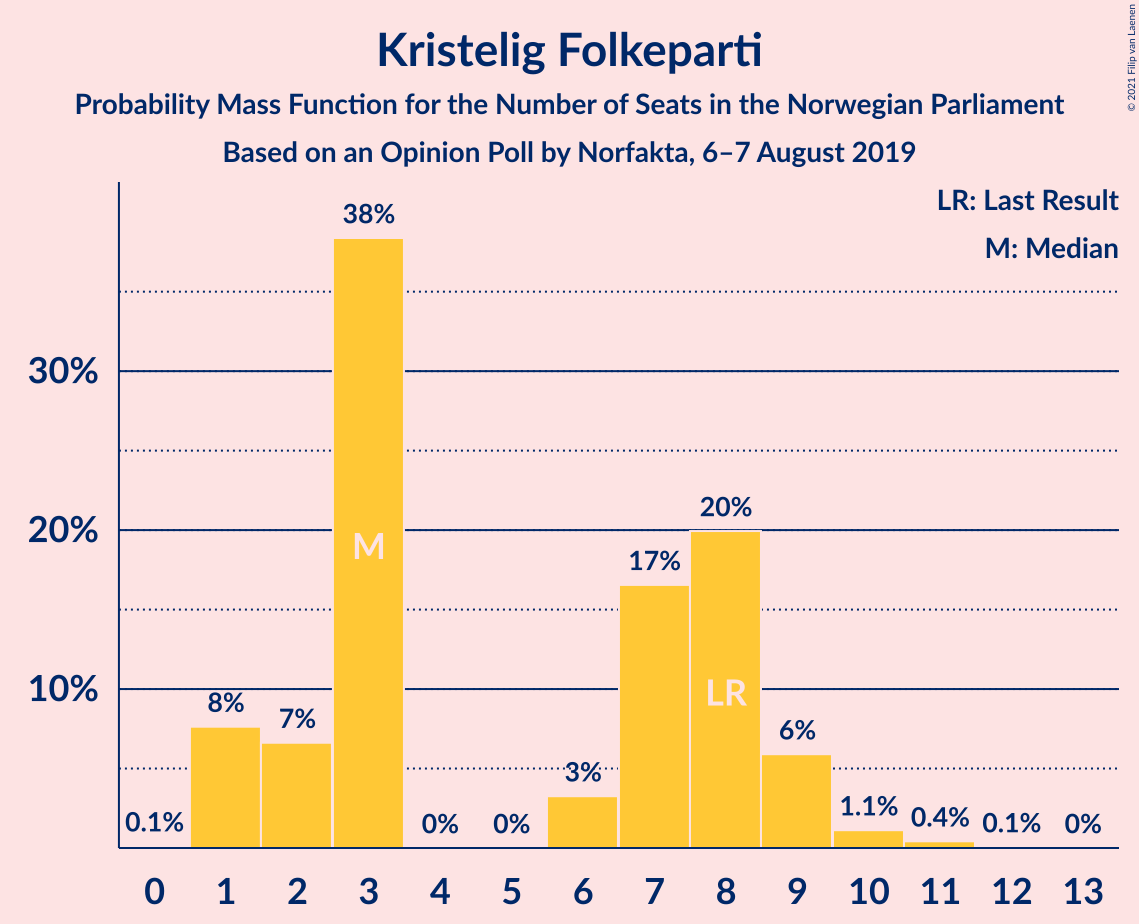 © 2021 Filip van Laenen
Kristelig Folkeparti
Probability Mass Function for the Number of Seats in the Norwegian Parliament
Based on an Opinion Poll by Norfakta, 6–7 August 2019
LR: Last Result
M: Median
38%
30%
20%
20%
17%
10%
8%
7%
6%
3%
1.1%
0.4%
0.1%
0.1%
0%
0%
0%
M
LR
0 1 2 3 4 5 6 7 8 9 10 11 12 13